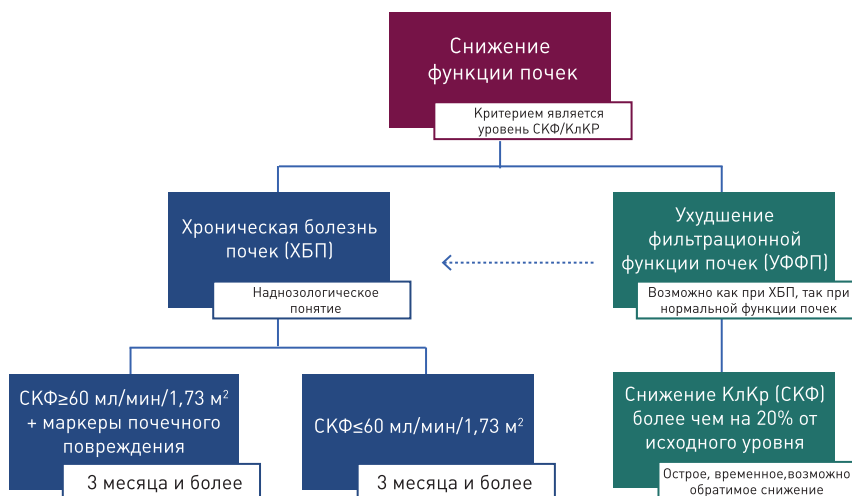 Снижение
функции почек
Критерием является
уровень СКФ/КлКР
Хроническая болезнь
почек (ХБП)
Наднозологическое
понятие
Ухудшение
фильтрационной
функции почек (УФФП)
Возможно как при ХБП, так при
нормальной функции почек
СКФ≥60 мл/мин/1,73 м²
+ маркеры почечного
повреждения
3 месяца и более
СКФ≤60 мл/мин/1,73 м²
3 месяца и более
Снижение КлКр (СКФ)
более чем на 20% от
исходного уровня
Острое, временное,возможно
обратимое снижение